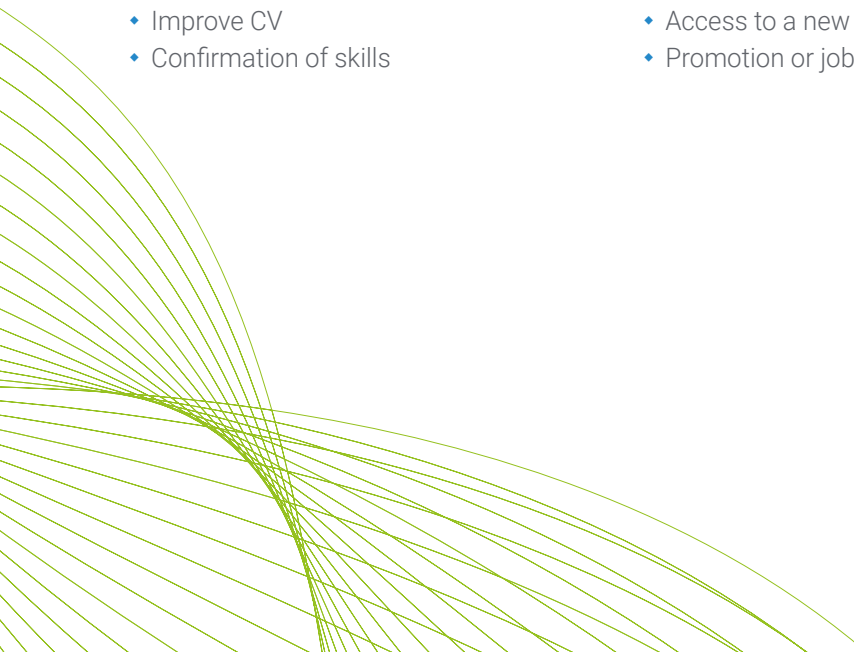 Improve CV
Confirmation of skills
Access to a new
Promotion or job